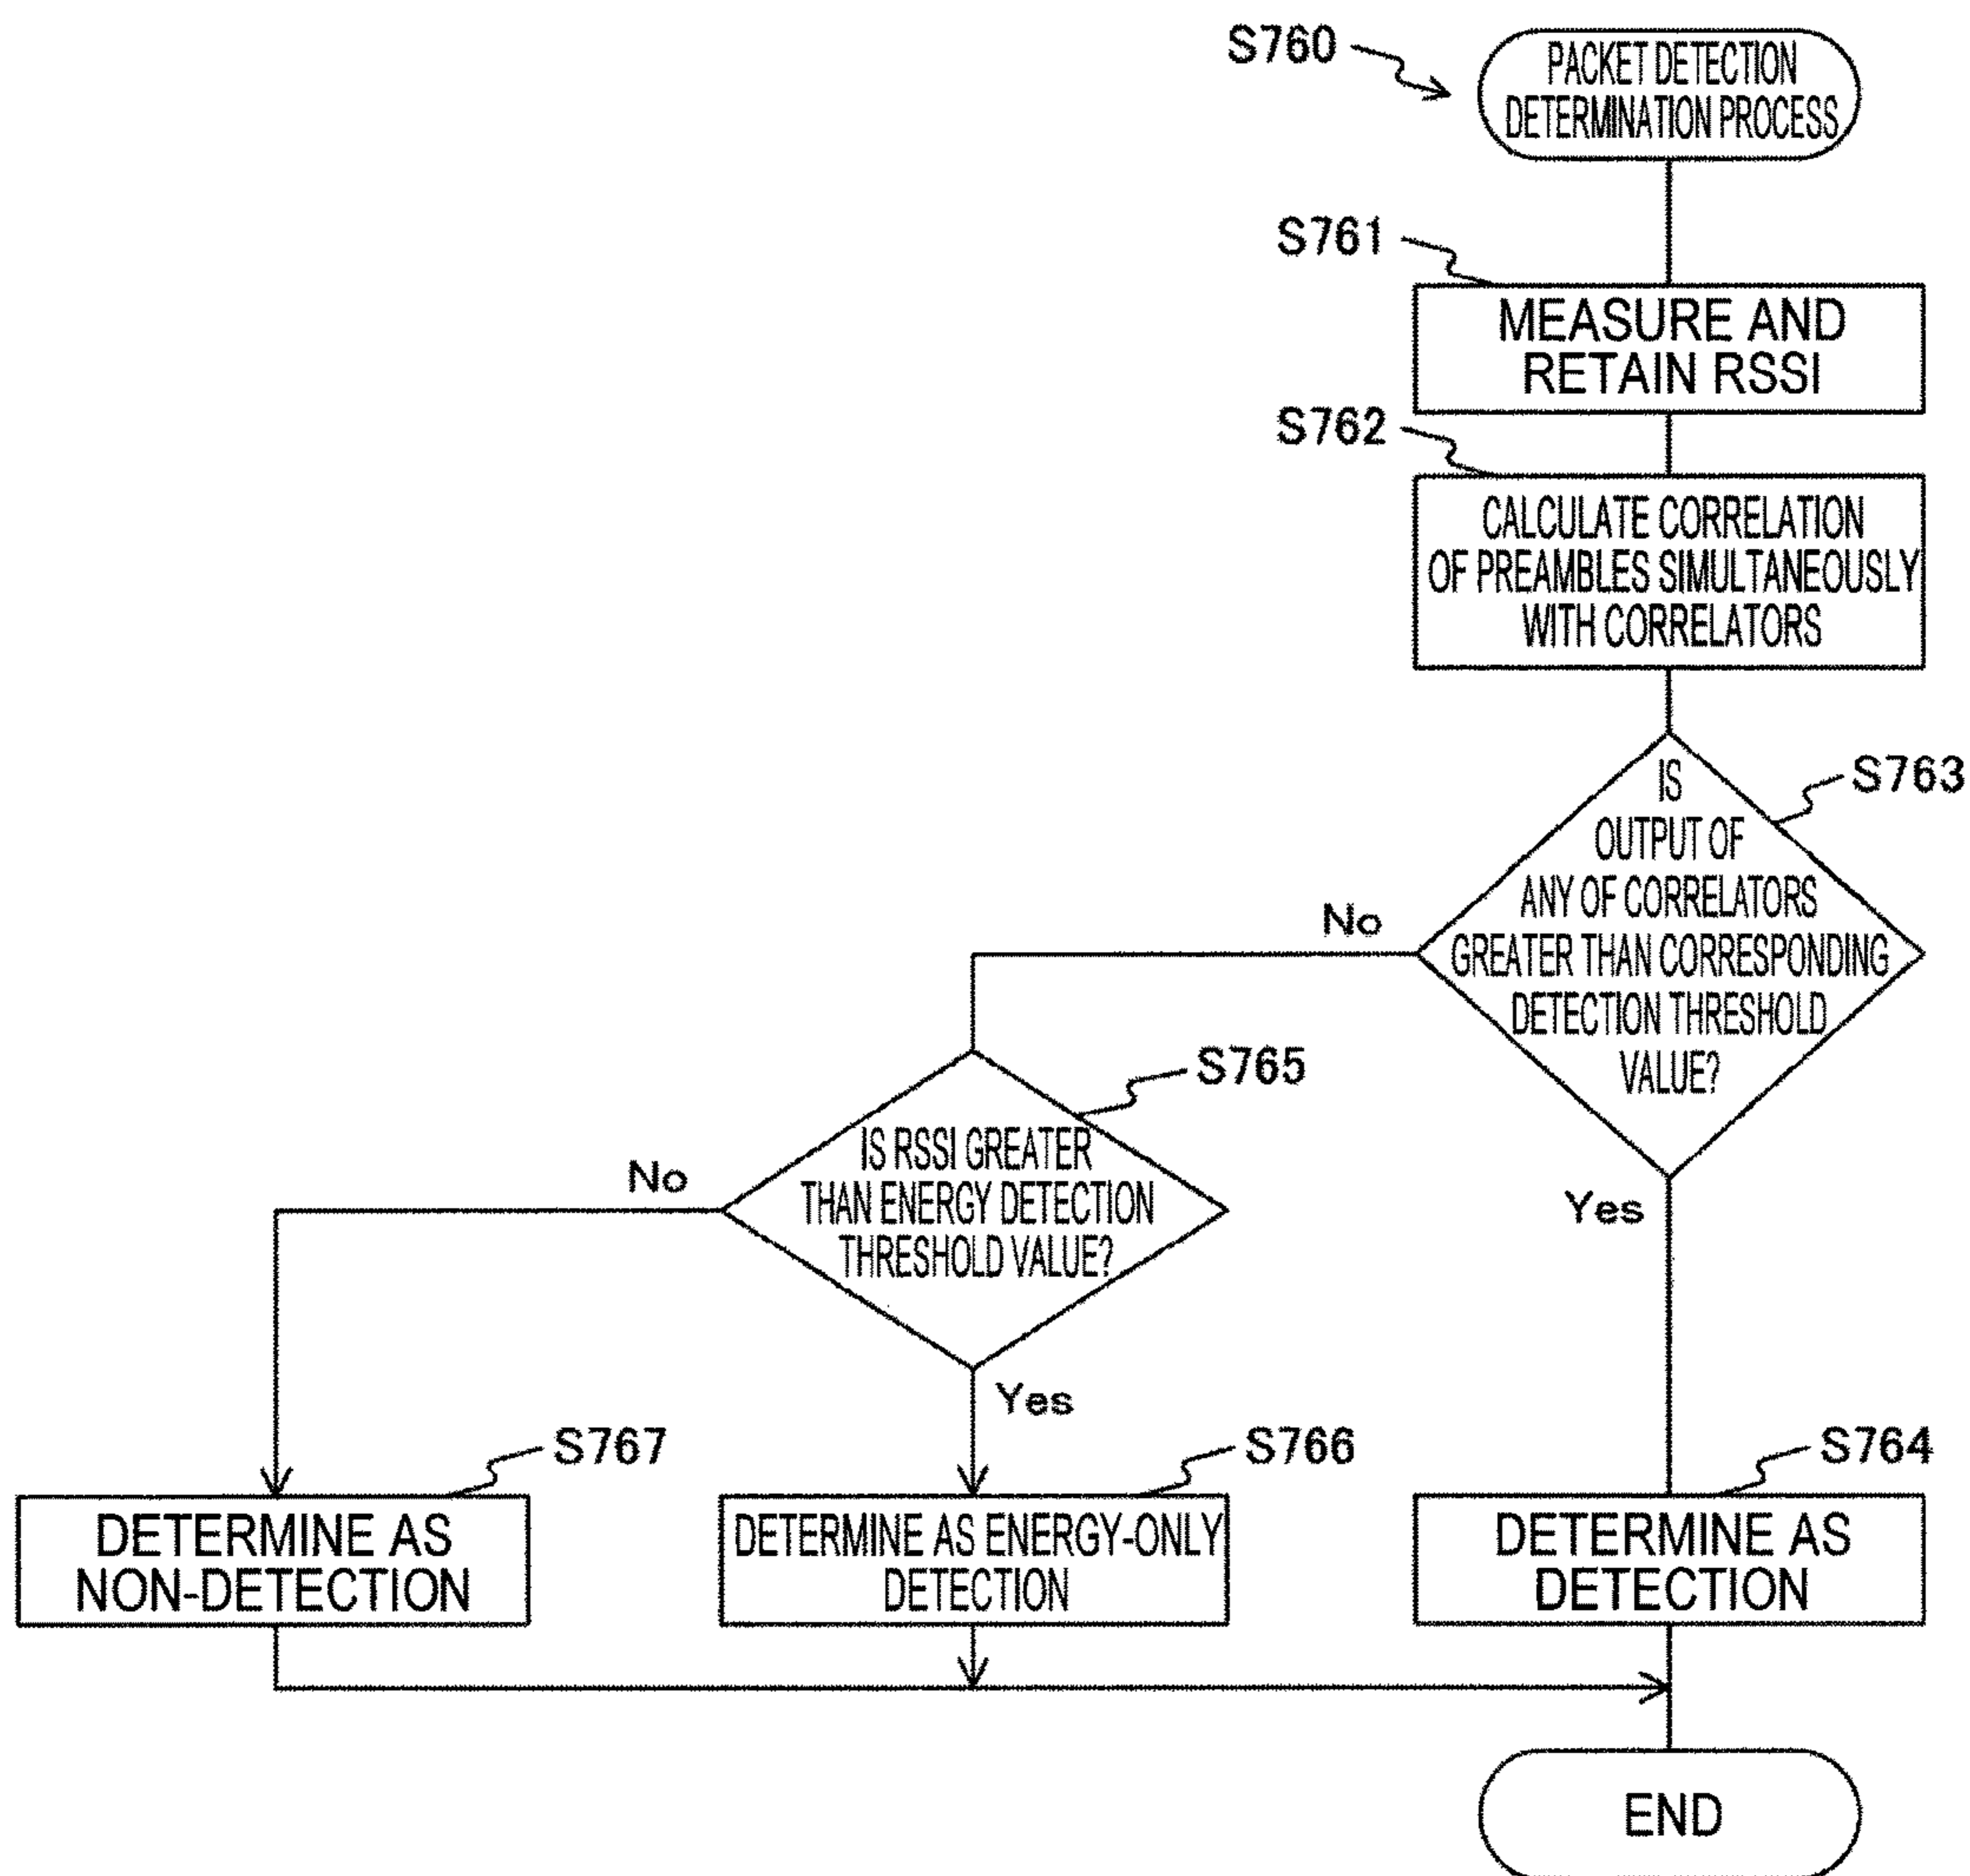 S760
PACKET DETECTION
DETERMINATION PROCESS
S761
MEASURE AND
RETAIN RSSI
S762
CALCULATE CORRELATION
OF PREAMBLES SIMULTANEOUSLY
WITH CORRELATORS
S763
IS
OUTPUT OF
ANY OF CORRELATORS
GREATER THAN CORRESPONDING
DETECTION THRESHOLD
VALUE?
No
Yes
S765
IS RSSI GREATER
THAN ENERGY DETECTION
THRESHOLD VALUE?
No
Yes
S767
DETERMINE AS
NON-DETECTION
S766
DETERMINE AS ENERGY-ONLY
DETECTION
S764
DETERMINE AS
DETECTION
END